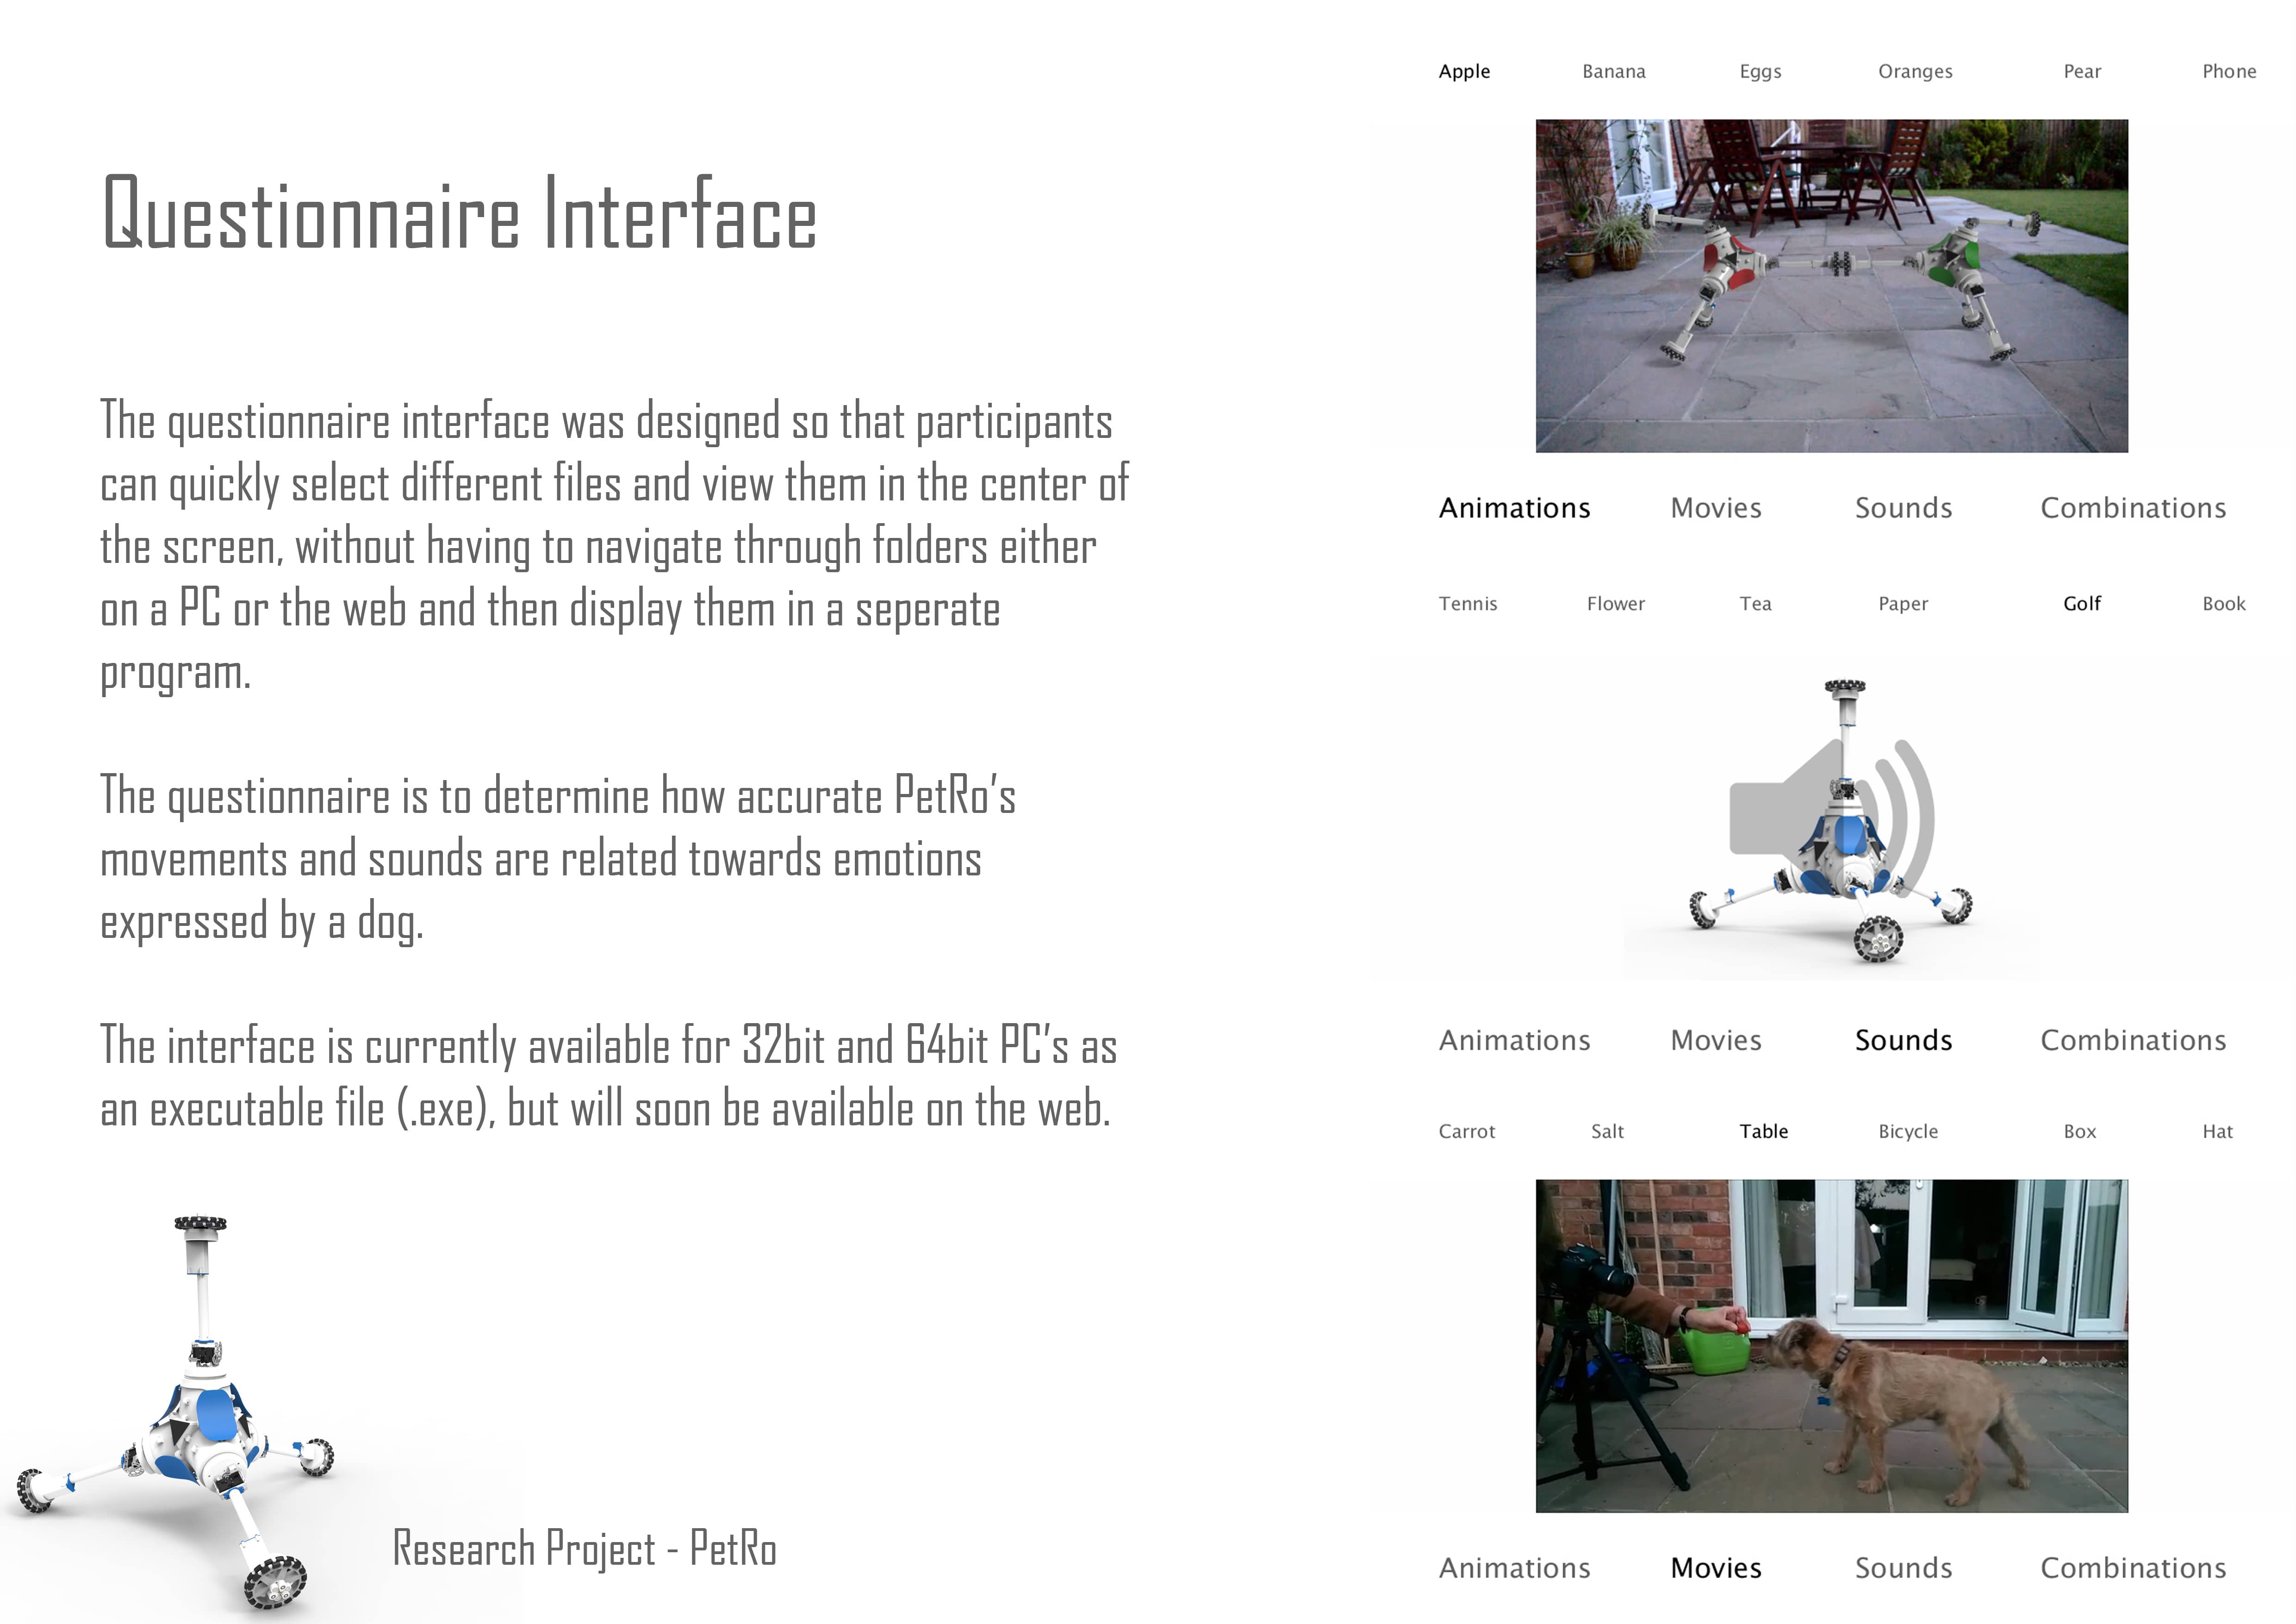 Questionnaire Interface
The questionnaire interface was designed so that participants
can quickly select different files and view them in the center of
the screen, without having to navigate through folders either
on a PC or the web and then display them in a seperate
program.
The questionnaire is to determine how accurate PetRo's
movements and sounds are related towards emotions
expressed by a dog.
The interface is currently available for 32bit and 64bit PC's as
an executable file (.exe), but will soon be available on the web.
Research Project - PetRo
Apple Banana Eggs Oranges Pear Phone
Animations Movies Sounds Combinations
Tennis Flower Tea Paper Golf Book
Animations Movies Sounds Combinations
Carrot Salt Table Bicycle Box Hat
Animations Movies Sounds Combinations